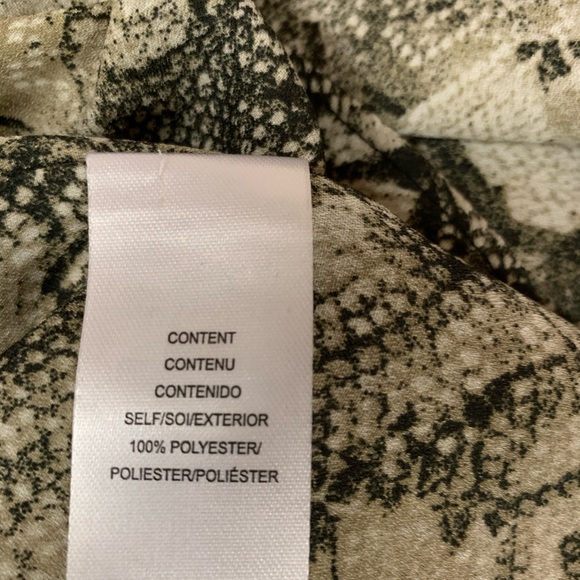 CONTENT
CONTENU
CONTENIDO
SELF/SOI/EXTERIOR
100% POLYESTER/
POLIESTER/POLIÉSTER